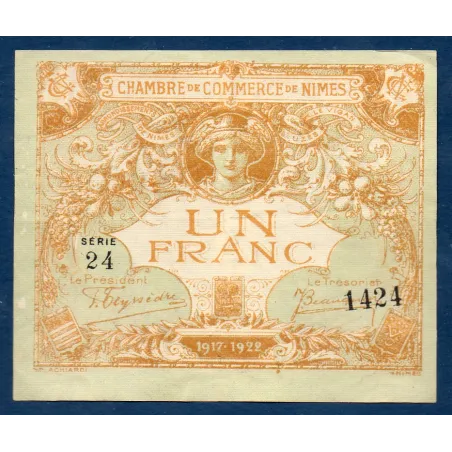 CHAMBRE DE COMMERCE DE NIMES
UN
FRANC
SÉRIE
24
Le Président
Le Trésorier
1424
1917-1922